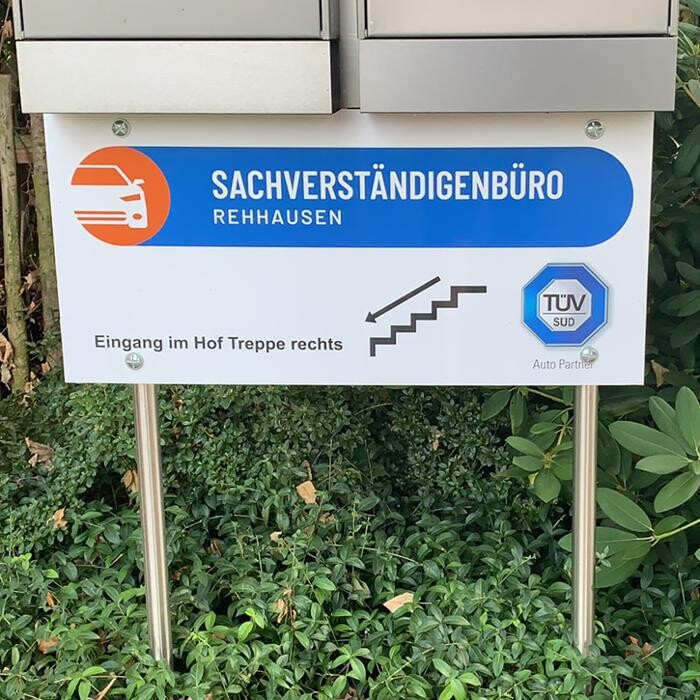 SACHVERSTÄNDIGENBÜRO
REHHAUSEN
Eingang im Hof Treppe rechts
TÜV
SÜD
Auto Partner